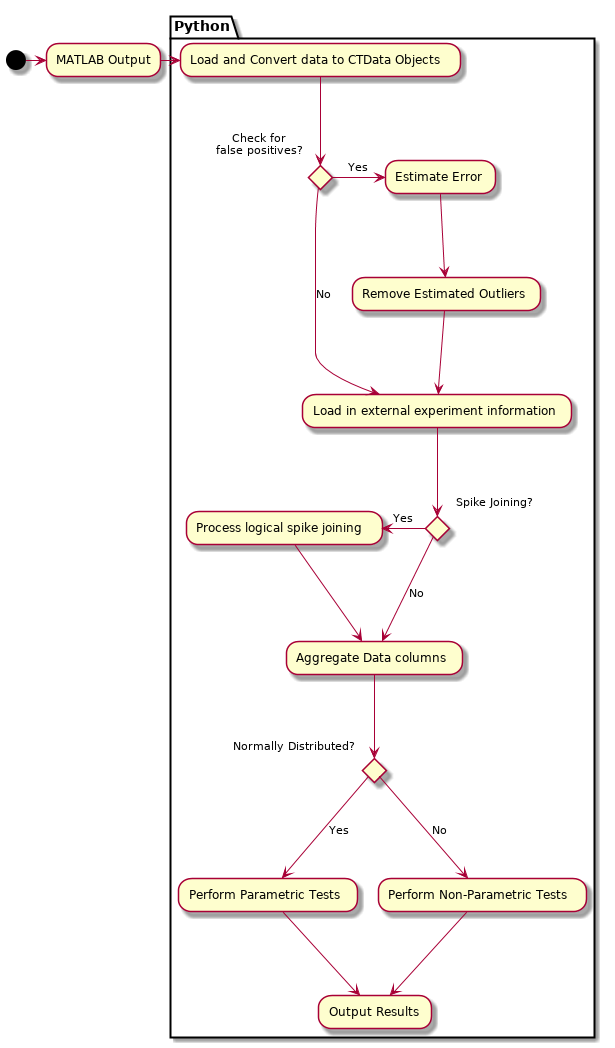 Python
MATLAB Output
Load and Convert data to CTData Objects
Check for
false positives?
Yes
Estimate Error
No
Remove Estimated Outliers
Load in external experiment information
Spike Joining?
Yes
Process logical spike joining
No
Aggregate Data columns
Normally Distributed?
Yes
No
Perform Parametric Tests
Perform Non-Parametric Tests
Output Results